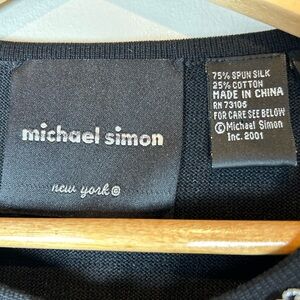 michael simon
new york©
75% SPUN SILK
25% COTTON
MADE IN CHINA
RN 73106
FOR CARE SEE BELOW
©Michael Simon
Inc. 2001